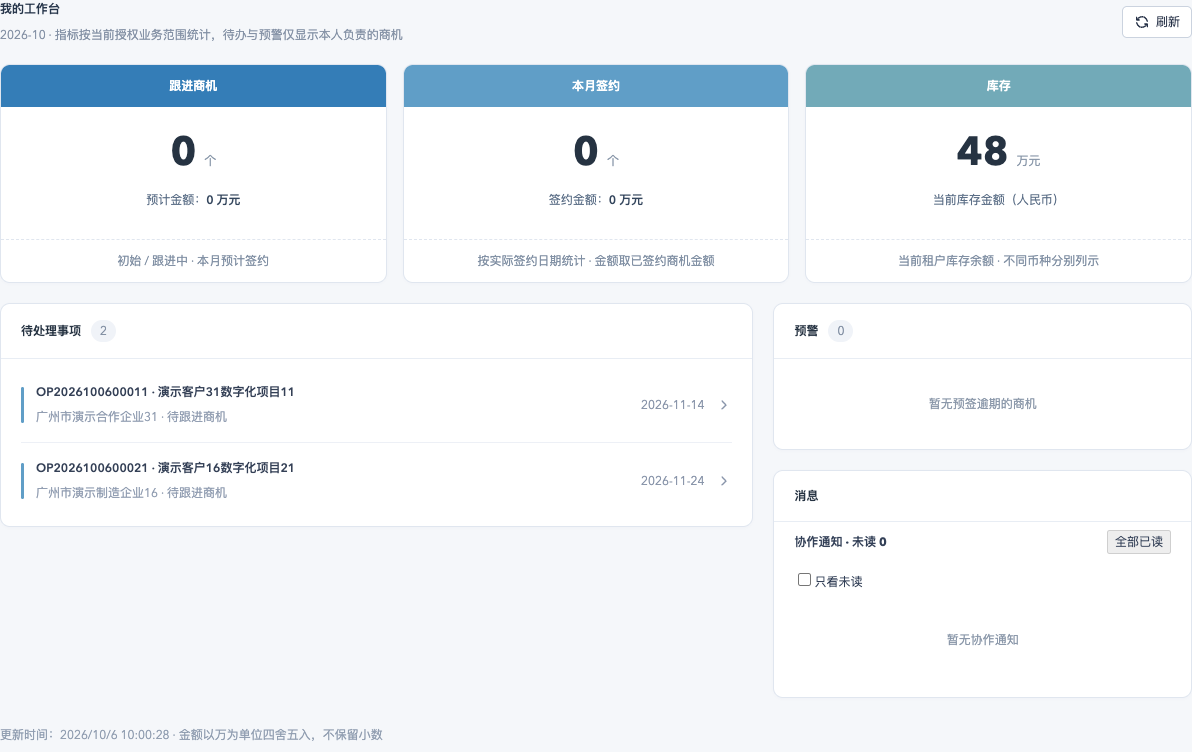 我的工作台
2026-10 · 指标按当前授权业务范围统计，待办与预警仅显示本人负责的商机
刷新
跟进商机
0 个
预计金额：0 万元
初始 / 跟进中 · 本月预计签约
本月签约
0 个
签约金额：0 万元
按实际签约日期统计 · 金额取已签约商机金额
库存
48 万元
当前库存金额（人民币）
当前租户库存余额 · 不同币种分别列示
待处理事项 2
OP2026100600011 · 演示客户31数字化项目11
广州市演示合作企业31 · 待跟进商机
2026-11-14
OP2026100600021 · 演示客户16数字化项目21
广州市演示制造企业16 · 待跟进商机
2026-11-24
预警 0
暂无预签逾期的商机
消息
协作通知 · 未读 0
全部已读
只看未读
暂无协作通知
更新时间：2026/10/6 10:00:28 · 金额以万为单位四舍五入，不保留小数